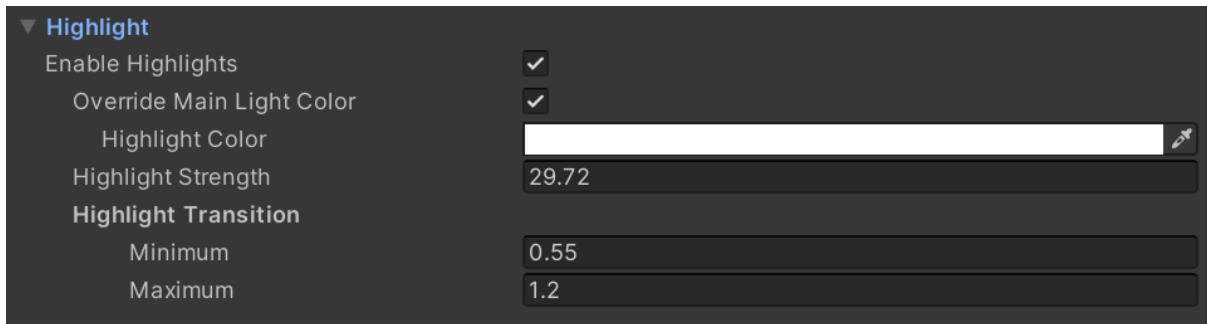 Highlight
Enable Highlights
Override Main Light Color
Highlight Color
Highlight Strength 29.72
Highlight Transition
Minimum 0.55
Maximum 1.2